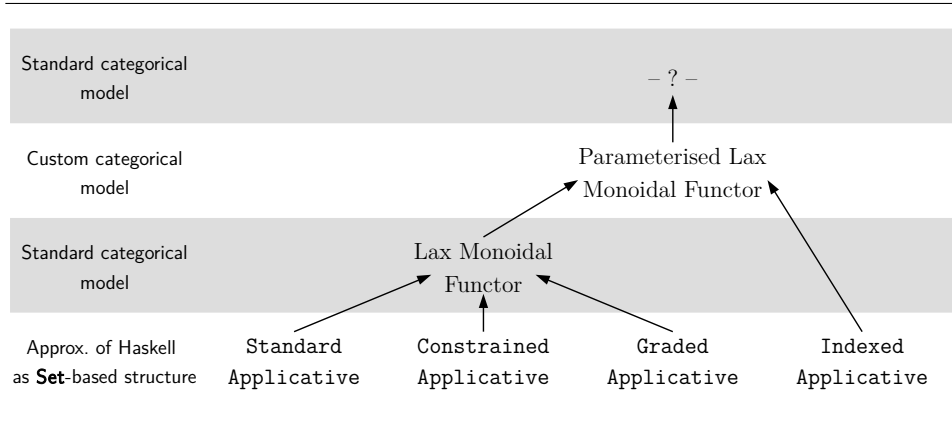 Standard categorical
model
– ? –
Custom categorical
model
Parameterised Lax
Monoidal Functor
Standard categorical
model
Lax Monoidal
Functor
Approx. of Haskell
as Set-based structure
Standard
Applicative
Constrained
Applicative
Graded
Applicative
Indexed
Applicative